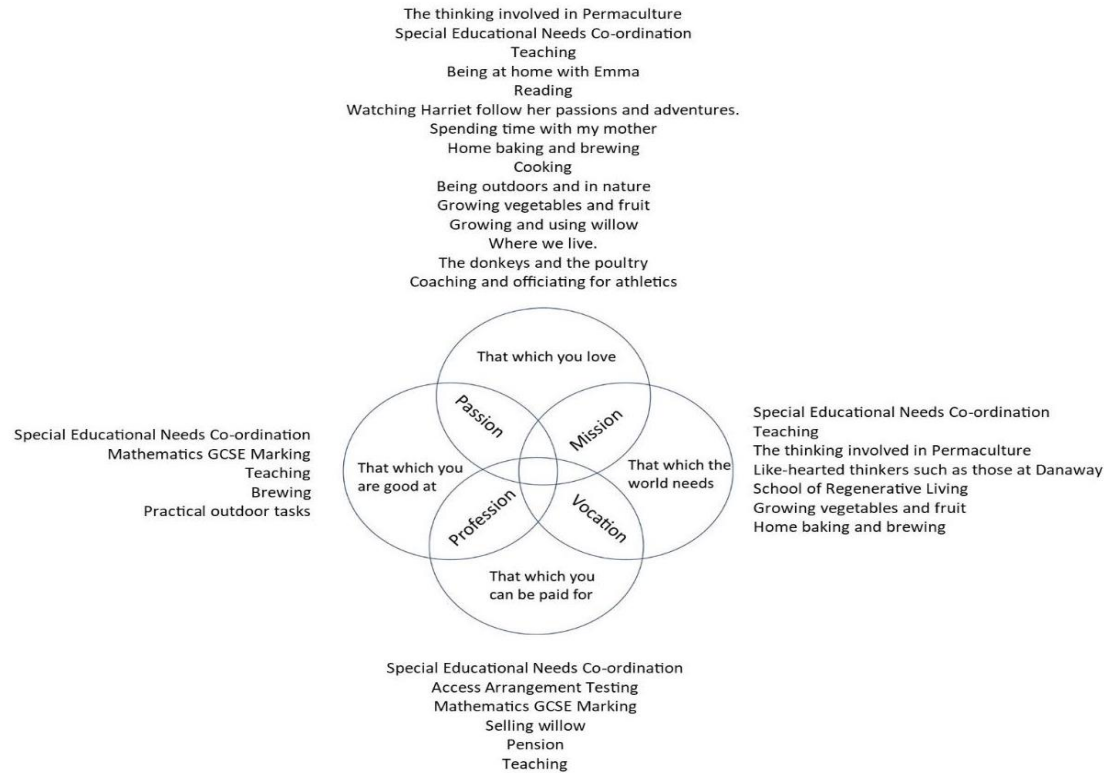 The thinking involved in Permaculture
Special Educational Needs Co-ordination
Teaching
Being at home with Emma
Reading
Watching Harriet follow her passions and adventures.
Spending time with my mother
Home baking and brewing
Cooking
Being outdoors and in nature
Growing vegetables and fruit
Growing and using willow
Where we live.
The donkeys and the poultry
Coaching and officiating for athletics
That which you love
Passion
Mission
Special Educational Needs Co-ordination
Mathematics GCSE Marking
Teaching
Brewing
Practical outdoor tasks
That which you
are good at
That which the
world needs
Special Educational Needs Co-ordination
Teaching
The thinking involved in Permaculture
Like-hearted thinkers such as those at Danaway
School of Regenerative Living
Growing vegetables and fruit
Home baking and brewing
Profession
Vocation
That which you
can be paid for
Special Educational Needs Co-ordination
Access Arrangement Testing
Mathematics GCSE Marking
Selling willow
Pension
Teaching